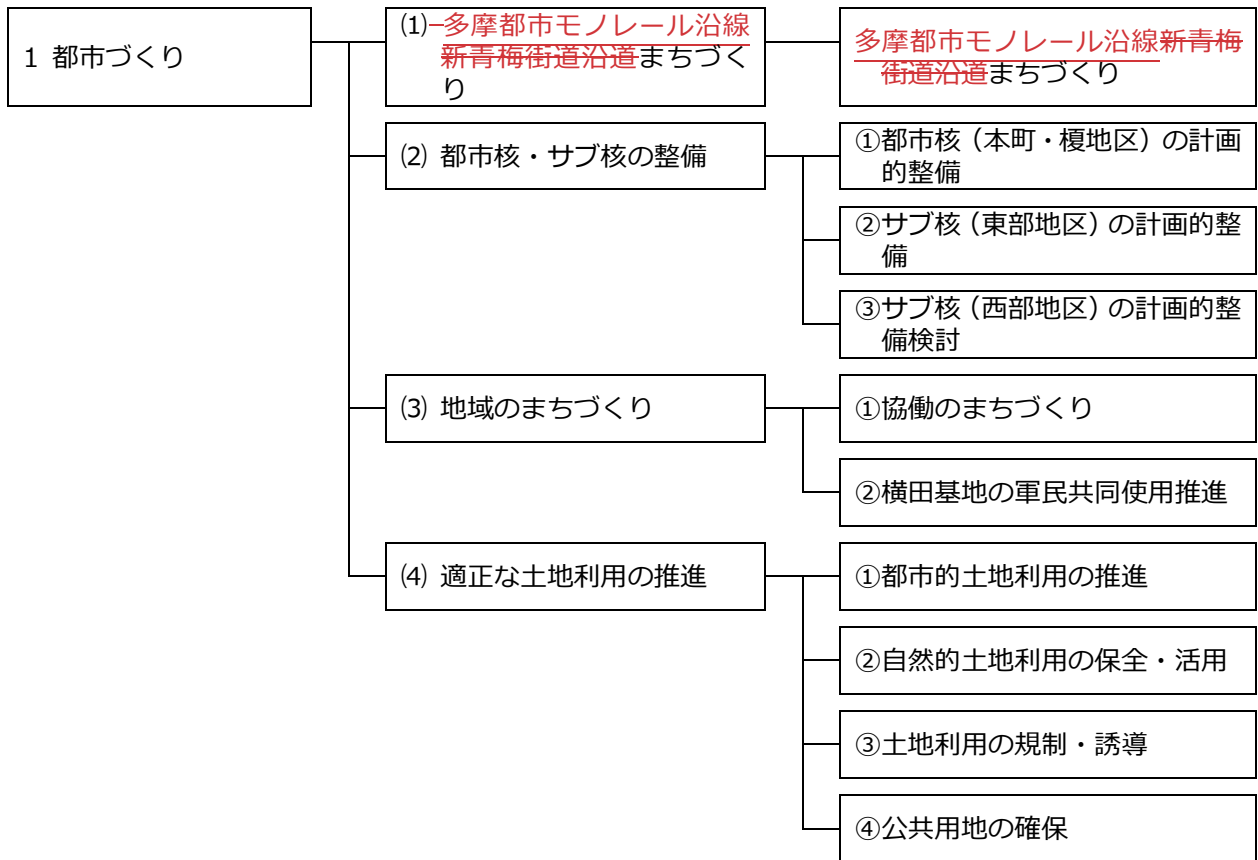 1 都市づくり
⑴ 多摩都市モノレール沿線
新青梅街道沿道まちづく
り
多摩都市モノレール沿線新青梅
街道沿道まちづくり
⑵ 都市核・サブ核の整備
①都市核（本町・榎地区）の計画
的整備
②サブ核（東部地区）の計画的整
備
③サブ核（西部地区）の計画的整
備検討
⑶ 地域のまちづくり
①協働のまちづくり
②横田基地の軍民共同使用推進
⑷ 適正な土地利用の推進
①都市的土地利用の推進
②自然的土地利用の保全・活用
③土地利用の規制・誘導
④公共用地の確保